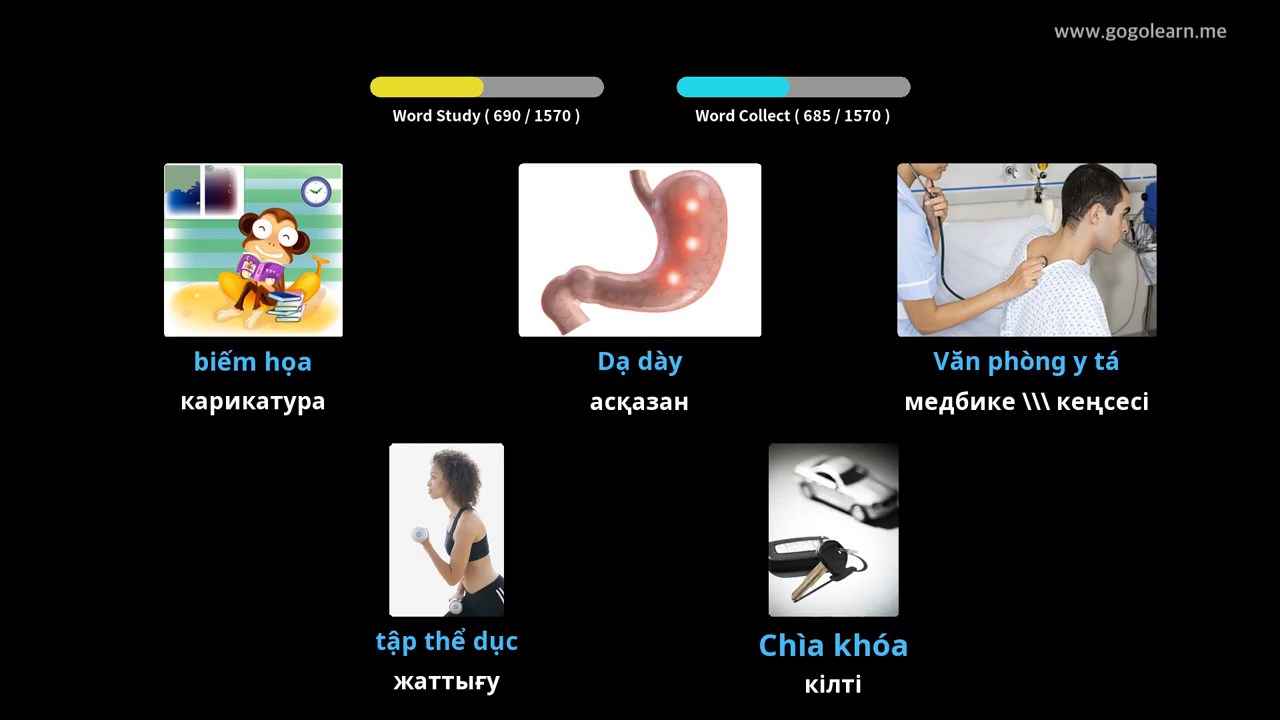 www.gogolearn.me
Word Study ( 690 / 1570 )
Word Collect ( 685 / 1570 )
biếm họa
карикатура
Dạ dày
асқазан
Văn phòng y tá
медбике \\\ кеңсесі
tập thể dục
жаттығу
Chìa khóa
кілті